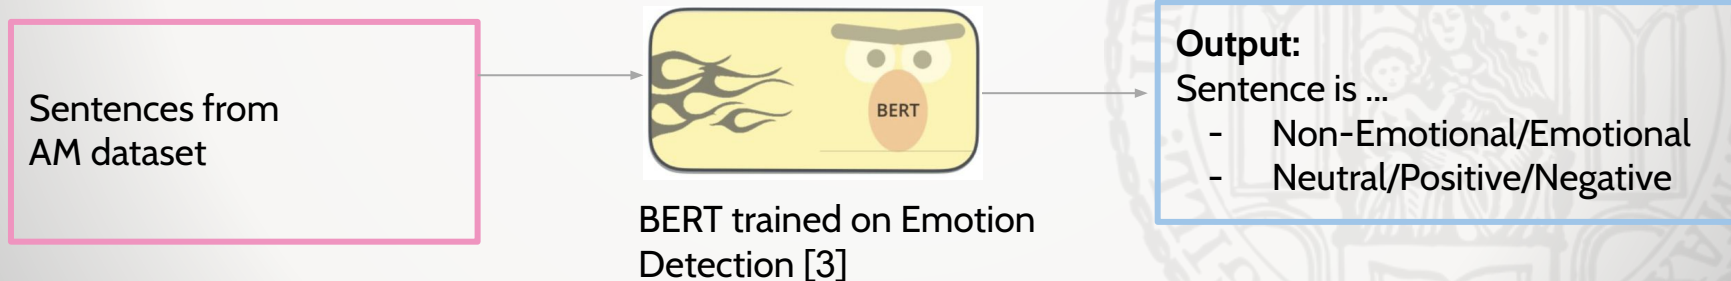 Sentences from
AM dataset
BERT
BERT trained on Emotion
Detection [3]
Output:
Sentence is ...
- Non-Emotional/Emotional
- Neutral/Positive/Negative